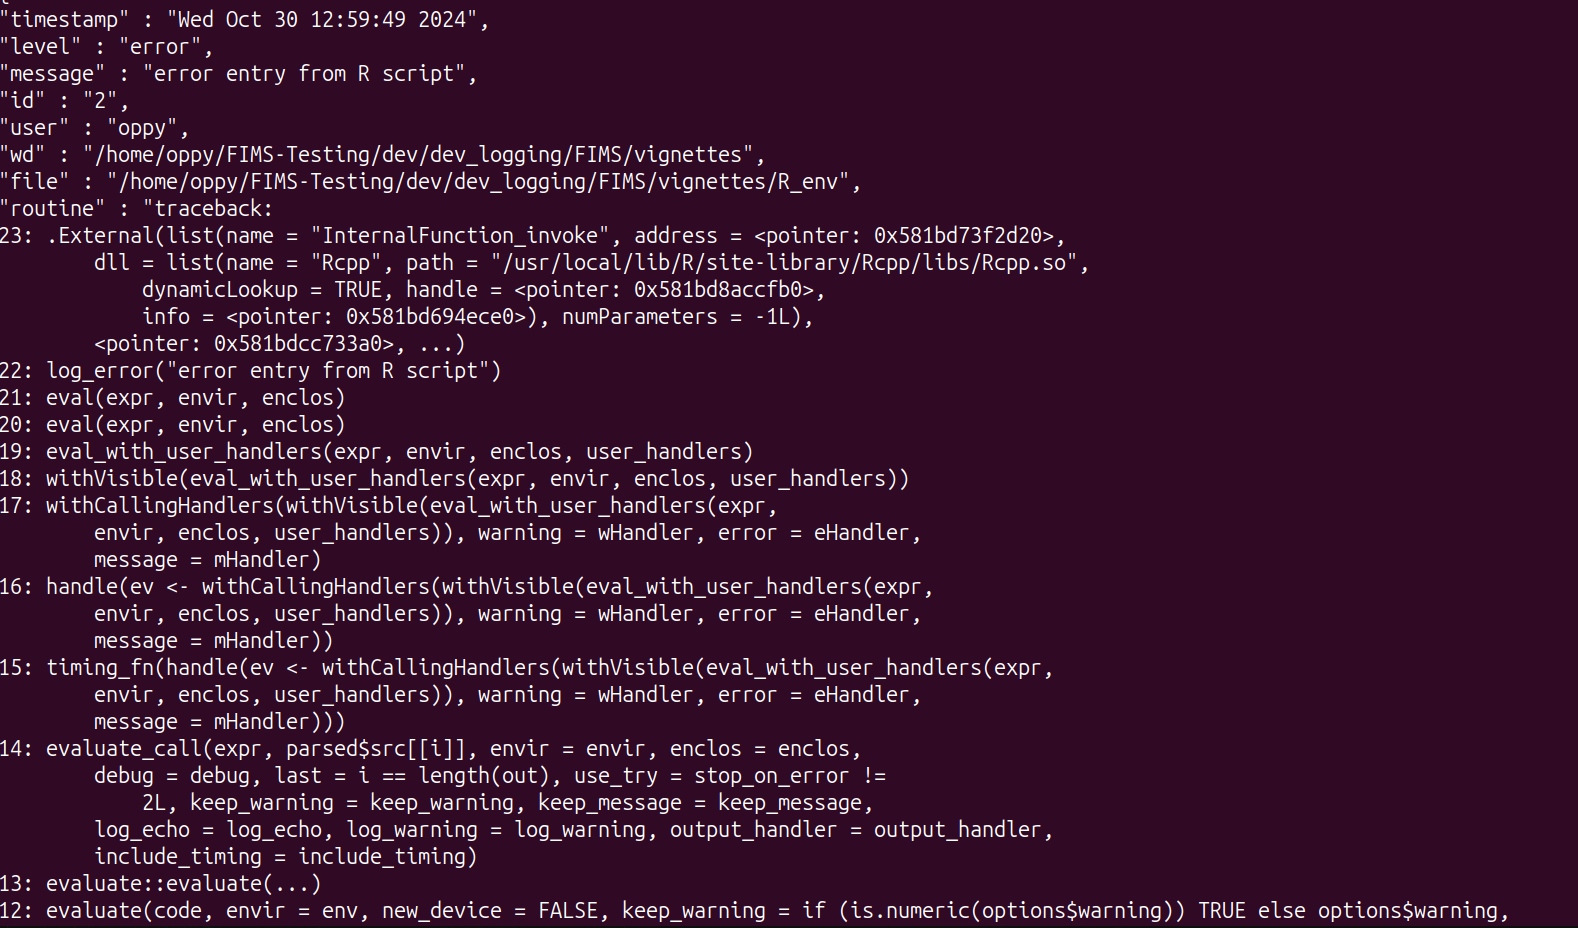 "timestamp" : "Wed Oct 30 12:59:49 2024",
"level" : "error",
"message" : "error entry from R script",
"id" : "2",
"user" : "oppy",
"wd" : "/home/oppy/FIMS-Testing/dev/dev_logging/FIMS/vignettes",
"file" : "/home/oppy/FIMS-Testing/dev/dev_logging/FIMS/vignettes/R_env",
"routine" : "traceback:
23: .External(list(name = "InternalFunction_invoke", address = <pointer: 0x581bd73f2d20>,
        dll = list(name = "Rcpp", path = "/usr/local/lib/R/site-library/Rcpp/libs/Rcpp.so",
            dynamicLookup = TRUE, handle = <pointer: 0x581bd8accfb0>,
            info = <pointer: 0x581bd694ece0>), numParameters = -1L),
        <pointer: 0x581bdcc733a0>, ...)
22: log_error("error entry from R script")
21: eval(expr, envir, enclos)
20: eval(expr, envir, enclos)
19: eval_with_user_handlers(expr, envir, enclos, user_handlers)
18: withVisible(eval_with_user_handlers(expr, envir, enclos, user_handlers))
17: withCallingHandlers(withVisible(eval_with_user_handlers(expr,
        envir, enclos, user_handlers)), warning = wHandler, error = eHandler,
        message = mHandler)
16: handle(ev <- withCallingHandlers(withVisible(eval_with_user_handlers(expr,
        envir, enclos, user_handlers)), warning = wHandler, error = eHandler,
        message = mHandler))
15: timing_fn(handle(ev <- withCallingHandlers(withVisible(eval_with_user_handlers(expr,
        envir, enclos, user_handlers)), warning = wHandler, error = eHandler,
        message = mHandler)))
14: evaluate_call(expr, parsed$src[[i]], envir = envir, enclos = enclos,
        debug = debug, last = i == length(out), use_try = stop_on_error !=
            2L, keep_warning = keep_warning, keep_message = keep_message,
        log_echo = log_echo, log_warning = log_warning, output_handler = output_handler,
        include_timing = include_timing)
13: evaluate::evaluate(...)
12: evaluate(code, envir = env, new_device = FALSE, keep_warning = if (is.numeric(options$warning)) TRUE else options$warning,